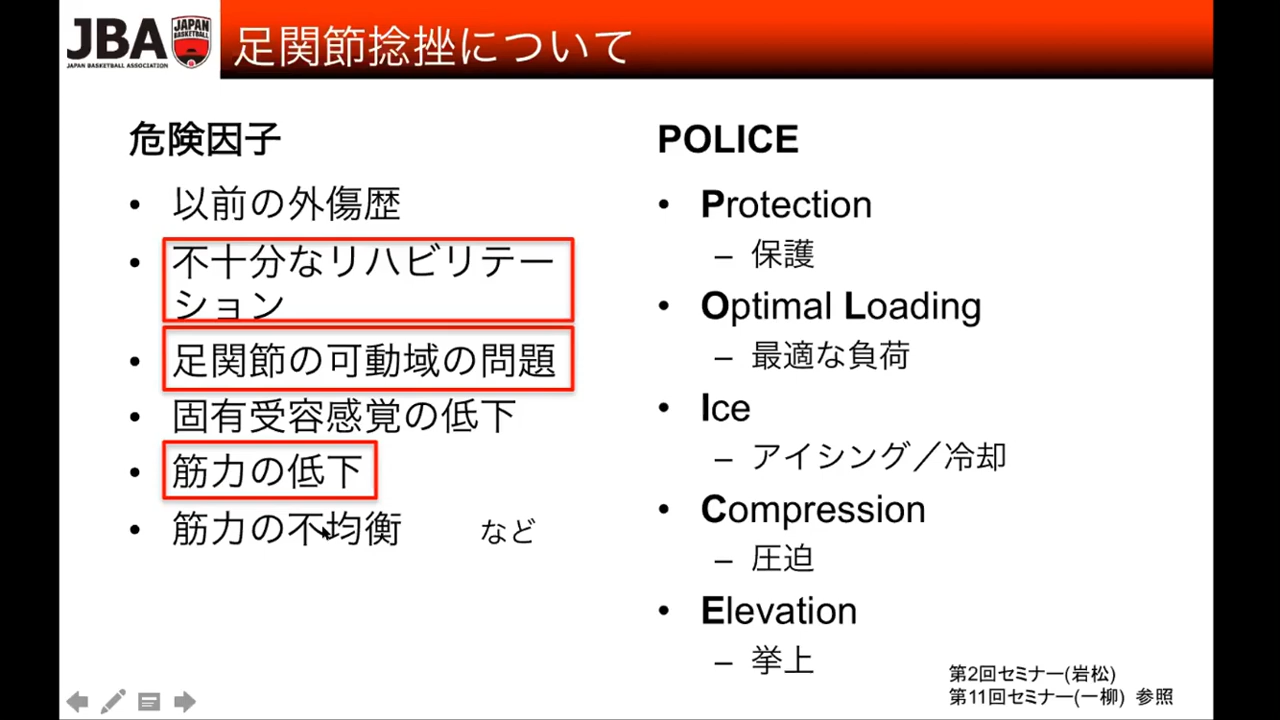 JBA
JAPAN BASKETBALL ASSOCIATION
JAPAN
BASKETBALL
足関節捻挫について
危険因子
• 以前の外傷歴
• 不十分なリハビリテー
ション
• 足関節の可動域の問題
• 固有受容感覚の低下
• 筋力の低下
• 筋力の不均衡 など
POLICE
• Protection
– 保護
• Optimal Loading
– 最適な負荷
• Ice
– アイシング／冷却
• Compression
– 圧迫
• Elevation
– 挙上
第2回セミナー(岩松)
第11回セミナー(一柳) 参照